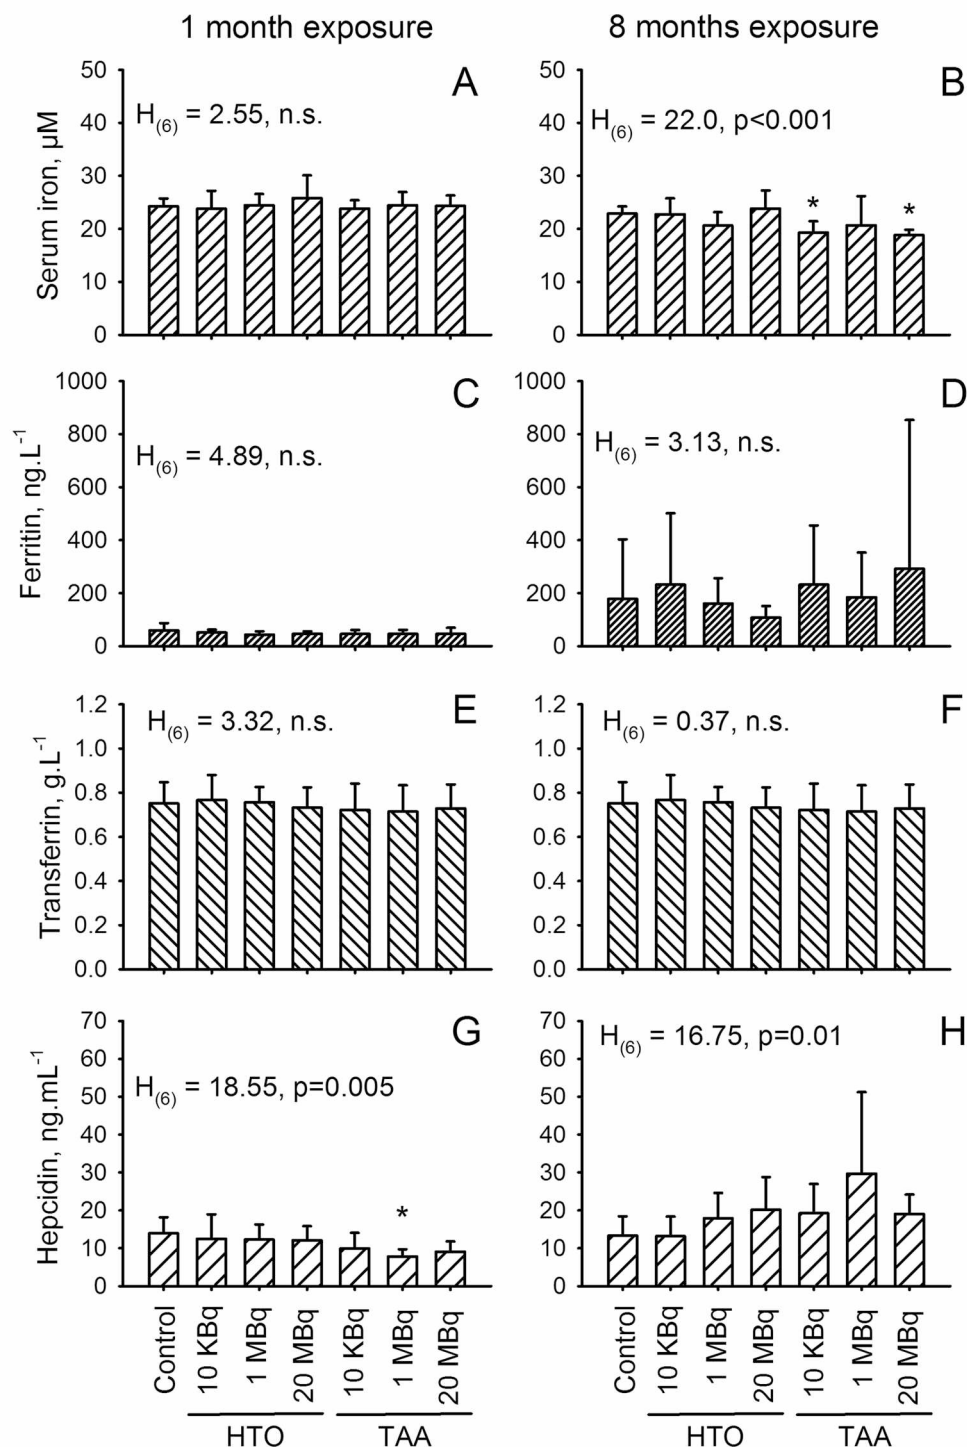 1 month exposure
8 months exposure
A
H(6) = 2.55, n.s.
Serum iron, µM
50
40
30
20
10
0
B
H(6) = 22.0, p<0.001
50
40
30
20
10
0
*
*
C
H(6) = 4.89, n.s.
Ferritin, ng.L-1
1000
800
600
400
200
0
D
H(6) = 3.13, n.s.
1000
800
600
400
200
0
E
H(6) = 3.32, n.s.
Transferrin, g.L-1
1.2
1.0
0.8
0.6
0.4
0.2
0.0
F
H(6) = 0.37, n.s.
1.2
1.0
0.8
0.6
0.4
0.2
0.0
G
H(6) = 18.55, p=0.005
Hepcidin, ng.mL-1
70
60
50
40
30
20
10
0
*
H
H(6) = 16.75, p=0.01
70
60
50
40
30
20
10
0
Control
10 KBq
1 MBq
20 MBq
10 KBq
1 MBq
20 MBq
HTO
TAA
Control
10 KBq
1 MBq
20 MBq
10 KBq
1 MBq
20 MBq
HTO
TAA